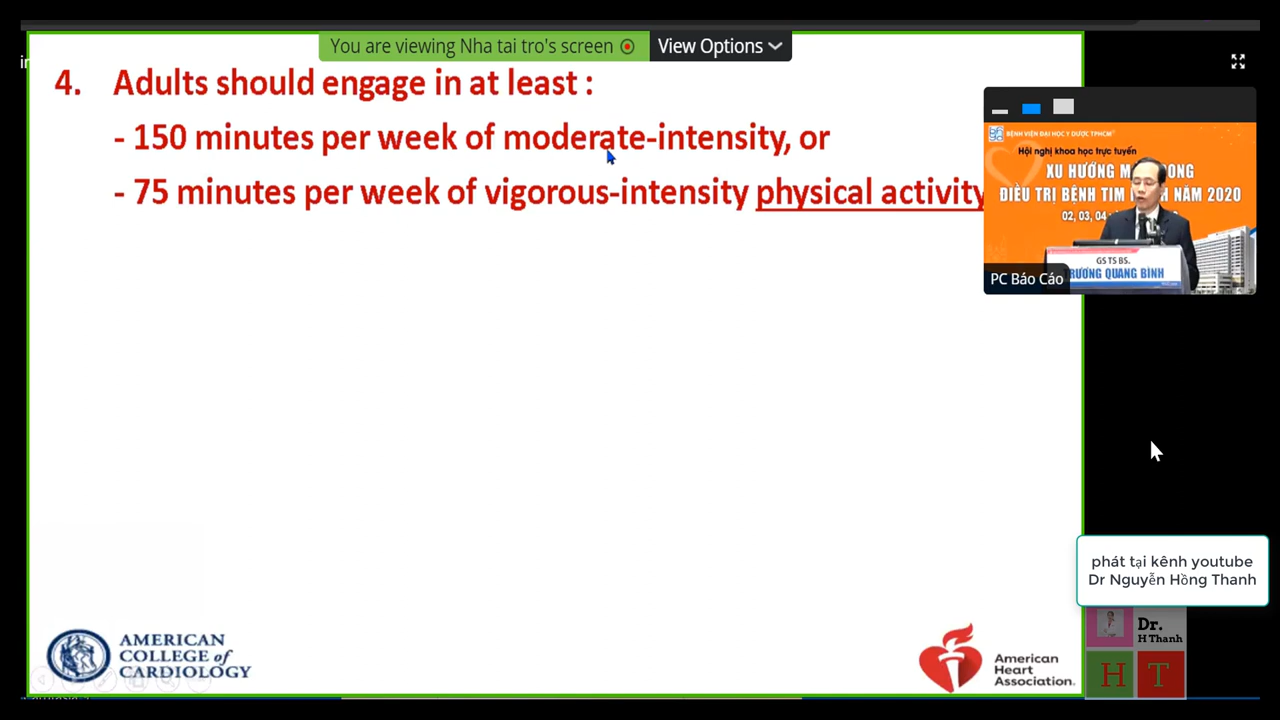 You are viewing Nha tai tro's screen
View Options
4. Adults should engage in at least :
- 150 minutes per week of moderate-intensity, or
- 75 minutes per week of vigorous-intensity physical activity
BỆNH VIỆN ĐẠI HỌC Y DƯỢC TPHCM
Hội nghị khoa học trực tuyến
XU HƯỚNG
ONG
ĐIỀU TRỊ BỆNH TIM
NĂM 2020
02, 03, 04
GS TS BS.
TRƯƠNG QUANG BÌNH
PC Báo Cáo
phát tại kênh youtube
Dr Nguyễn Hồng Thanh
Dr.
H Thanh
H T
AMERICAN
COLLEGE of
CARDIOLOGY
American
Heart
Association.